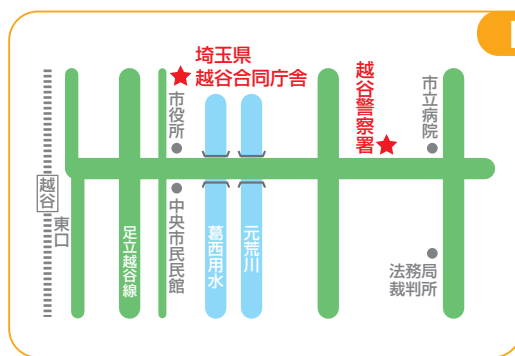 埼玉県
越谷合同庁舎
越谷警察署
市立病院
市役所
越谷
東口
足立越谷線
中央市民民館
葛西用水
元荒川
法務局
裁判所